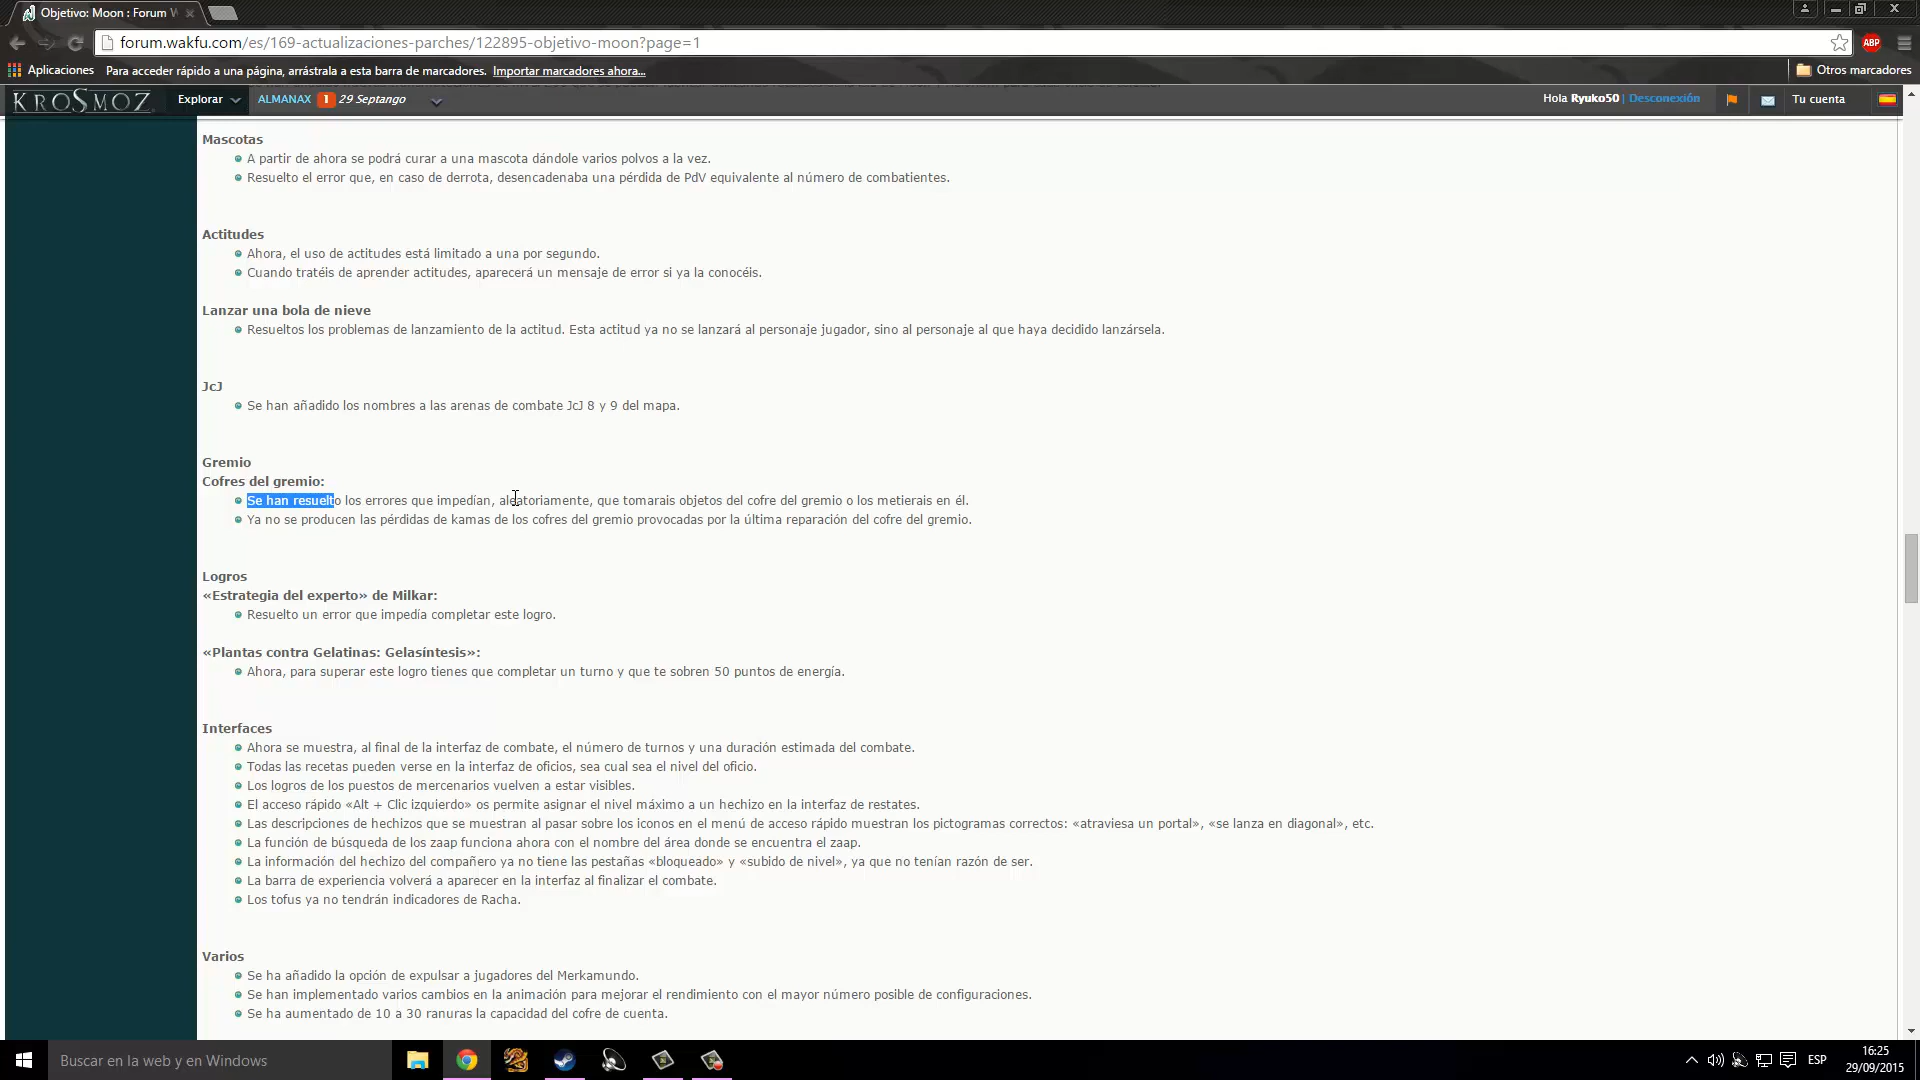 Objetivo: Moon : Forum W
forum.wakfu.com/es/169-actualizaciones-parches/122895-objetivo-moon?page=1
ABP
Aplicaciones Para acceder rápido a una página, arrástrala a esta barra de marcadores. Importar marcadores ahora... Otros marcadores
KROSMOZ Explorar ALMANAX 1 29 Septango Hola Ryuko50 | Desconexión Tu cuenta
Mascotas
A partir de ahora se podrá curar a una mascota dándole varios polvos a la vez.
Resuelto el error que, en caso de derrota, desencadenaba una pérdida de PdV equivalente al número de combatientes.
Actitudes
Ahora, el uso de actitudes está limitado a una por segundo.
Cuando tratéis de aprender actitudes, aparecerá un mensaje de error si ya la conocéis.
Lanzar una bola de nieve
Resueltos los problemas de lanzamiento de la actitud. Esta actitud ya no se lanzará al personaje jugador, sino al personaje al que haya decidido lanzársela.
JcJ
Se han añadido los nombres a las arenas de combate JcJ 8 y 9 del mapa.
Gremio
Cofres del gremio:
Se han resuelto los errores que impedían, aleatoriamente, que tomarais objetos del cofre del gremio o los metierais en él.
Ya no se producen las pérdidas de kamas de los cofres del gremio provocadas por la última reparación del cofre del gremio.
Logros
«Estrategia del experto» de Milkar:
Resuelto un error que impedía completar este logro.
«Plantas contra Gelatinas: Gelasíntesis»:
Ahora, para superar este logro tienes que completar un turno y que te sobren 50 puntos de energía.
Interfaces
Ahora se muestra, al final de la interfaz de combate, el número de turnos y una duración estimada del combate.
Todas las recetas pueden verse en la interfaz de oficios, sea cual sea el nivel del oficio.
Los logros de los puestos de mercenarios vuelven a estar visibles.
El acceso rápido «Alt + Clic izquierdo» os permite asignar el nivel máximo a un hechizo en la interfaz de restates.
Las descripciones de hechizos que se muestran al pasar sobre los iconos en el menú de acceso rápido muestran los pictogramas correctos: «atraviesa un portal», «se lanza en diagonal», etc.
La función de búsqueda de los zaap funciona ahora con el nombre del área donde se encuentra el zaap.
La información del hechizo del compañero ya no tiene las pestañas «bloqueado» y «subido de nivel», ya que no tenían razón de ser.
La barra de experiencia volverá a aparecer en la interfaz al finalizar el combate.
Los tofus ya no tendrán indicadores de Racha.
Varios
Se ha añadido la opción de expulsar a jugadores del Merkamundo.
Se han implementado varios cambios en la animación para mejorar el rendimiento con el mayor número posible de configuraciones.
Se ha aumentado de 10 a 30 ranuras la capacidad del cofre de cuenta.
Buscar en la web y en Windows ESP 16:25
29/09/2015